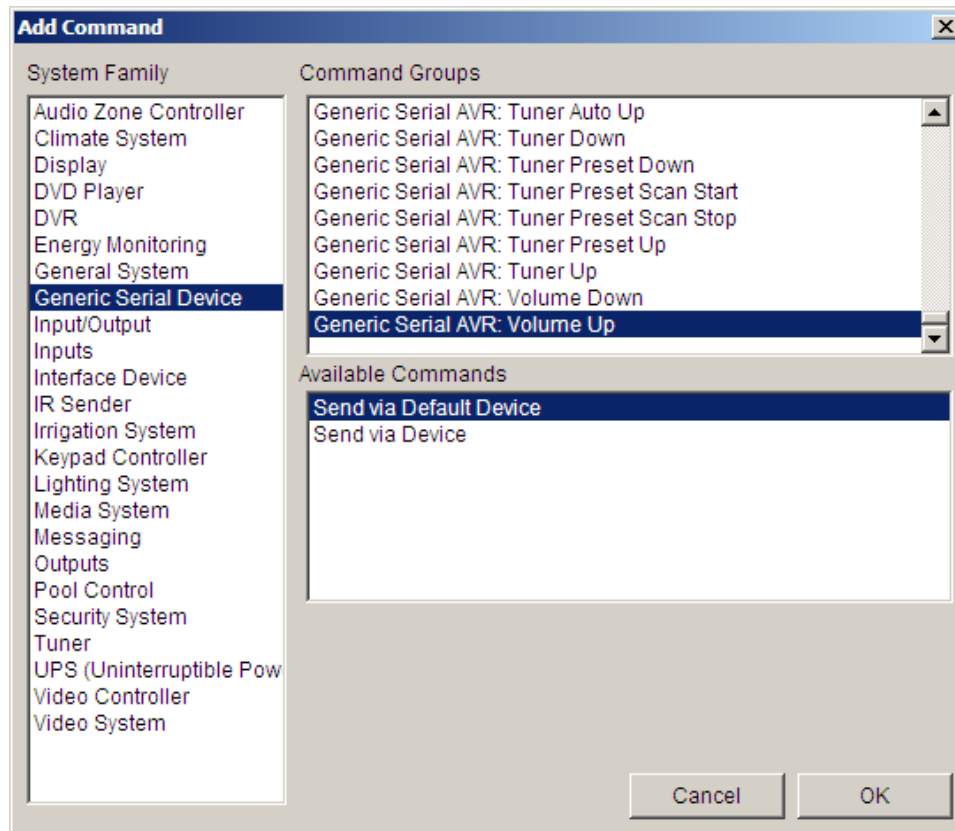 Add Command
System Family
Audio Zone Controller
Climate System
Display
DVD Player
DVR
Energy Monitoring
General System
Generic Serial Device
Input/Output
Inputs
Interface Device
IR Sender
Irrigation System
Keypad Controller
Lighting System
Media System
Messaging
Outputs
Pool Control
Security System
Tuner
UPS (Uninterruptible Pow
Video Controller
Video System
Command Groups
Generic Serial AVR: Tuner Auto Up
Generic Serial AVR: Tuner Down
Generic Serial AVR: Tuner Preset Down
Generic Serial AVR: Tuner Preset Scan Start
Generic Serial AVR: Tuner Preset Scan Stop
Generic Serial AVR: Tuner Preset Up
Generic Serial AVR: Tuner Up
Generic Serial AVR: Volume Down
Generic Serial AVR: Volume Up
Available Commands
Send via Default Device
Send via Device
Cancel
OK